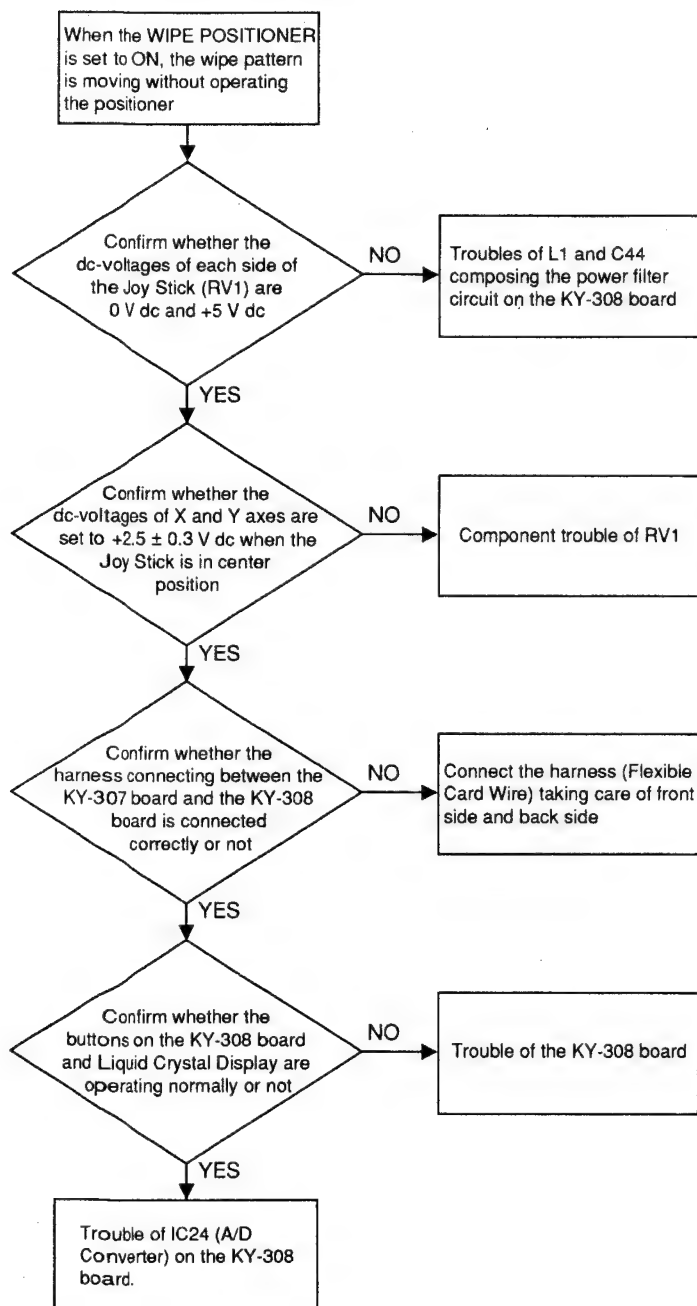 When the WIPE POSITIONER
is set to ON, the wipe pattern
is moving without operating
the positioner
Confirm whether the
dc-voltages of each side of
the Joy Stick (RV1) are
0 V dc and +5 V dc
NO
Troubles of L1 and C44
composing the power filter
circuit on the KY-308 board
YES
Confirm whether the
dc-voltages of X and Y axes are
set to +2.5 ± 0.3 V dc when the
Joy Stick is in center
position
NO
Component trouble of RV1
YES
Confirm whether the
harness connecting between the
KY-307 board and the KY-308
board is connected
correctly or not
NO
Connect the harness (Flexible
Card Wire) taking care of front
side and back side
YES
Confirm whether the
buttons on the KY-308 board
and Liquid Crystal Display are
operating normally or not
NO
Trouble of the KY-308 board
YES
Trouble of IC24 (A/D
Converter) on the KY-308
board.